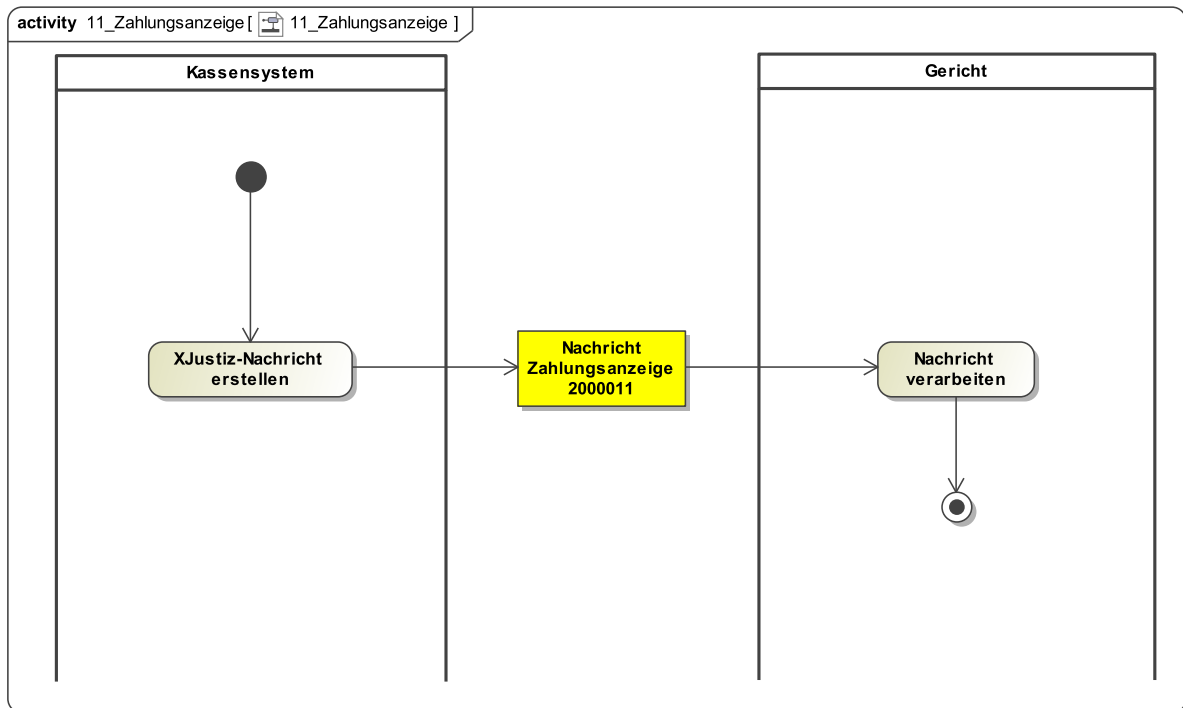 activity 11_Zahlungsanzeige [ 11_Zahlungsanzeige ]
Kassensystem
Gericht
XJustiz-Nachricht
erstellen
Nachricht
Zahlungsanzeige
2000011
Nachricht
verarbeiten